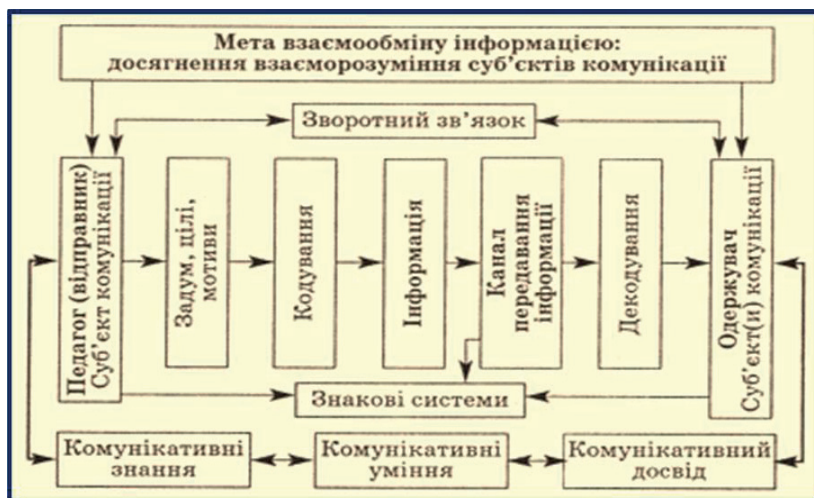 Мета взаємообміну інформацією:
досягнення взаєморозуміння суб'єктів комунікації
Зворотний зв'язок
Педагог (відправник)
Суб'єкт комунікації
Задум, цілі,
мотиви
Кодування
Інформація
Канал
передавання
інформації
Декодування
Одержувач
Суб'єкт(и) комунікації
Знакові системи
Комунікативні
знання
Комунікативні
уміння
Комунікативний
досвід